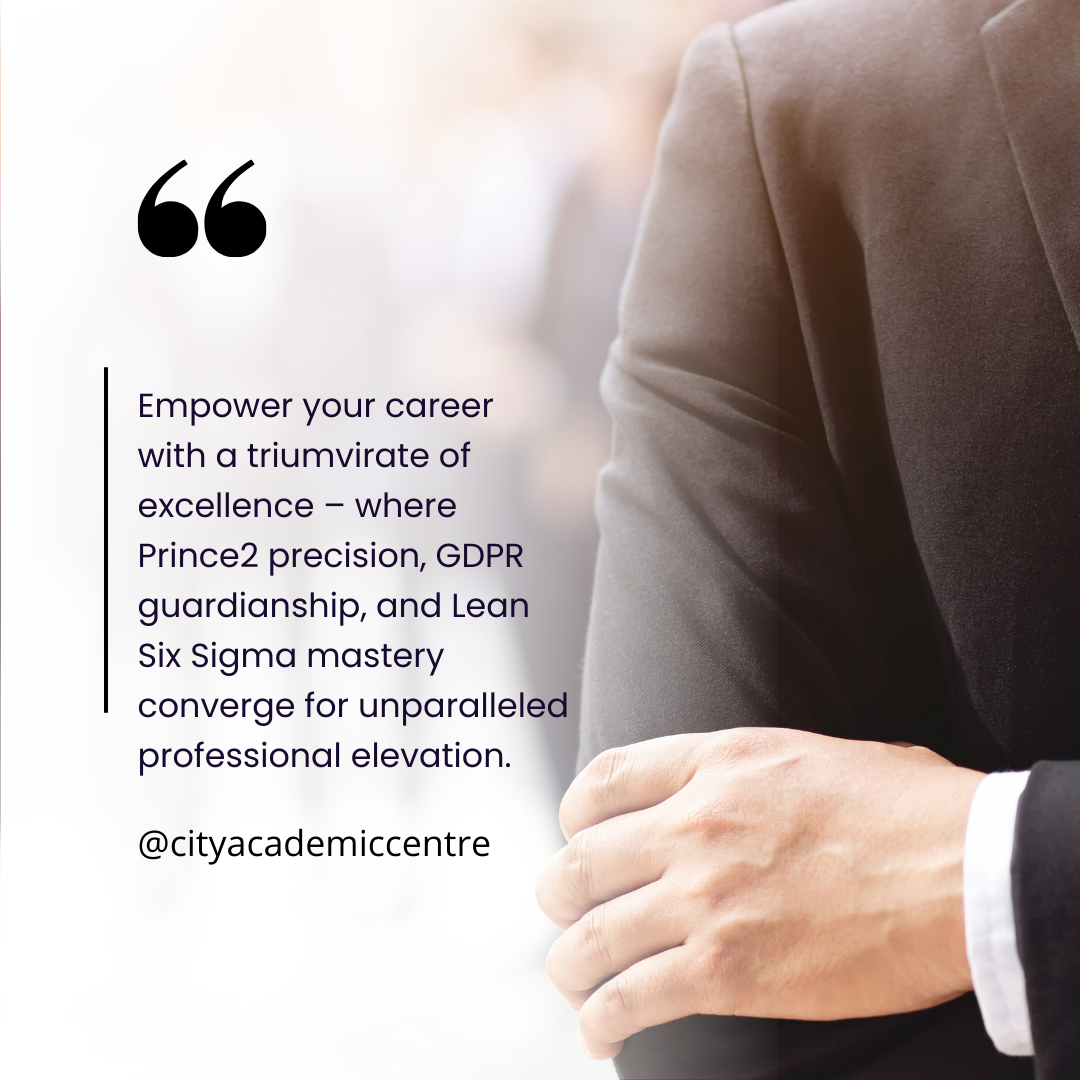 “
Empower your career
with a triumvirate of
excellence – where
Prince2 precision, GDPR
guardianship, and Lean
Six Sigma mastery
converge for unparalleled
professional elevation.
@cityacademiccentre